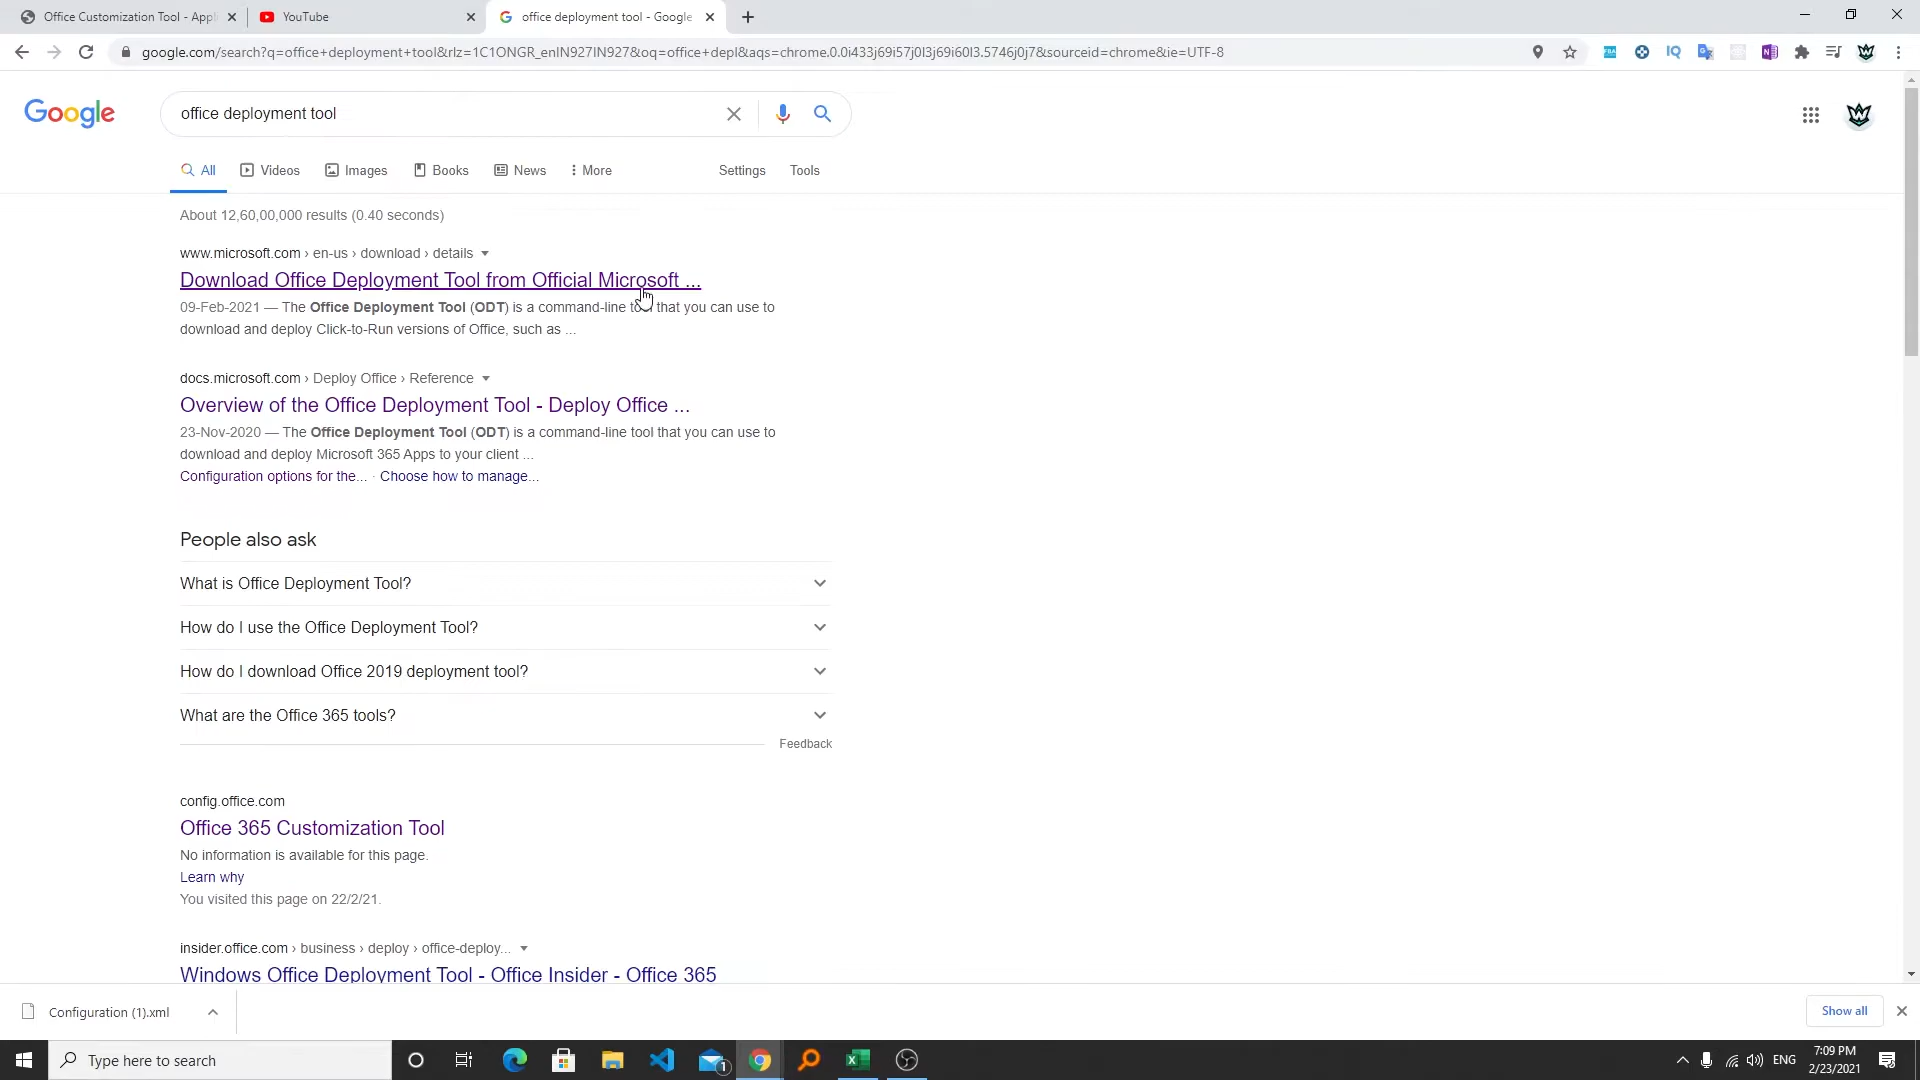 Office Customization Tool - App
YouTube
office deployment tool - Google
google.com/search?q=office+deployment+tool&rlz=1C1ONGR_enIN927IN927&oq=office+depl&aqs=chrome.0.0i433j69i57j0l3j69i60l3.5746j0j7&sourceid=chrome&ie=UTF-8
Google
office deployment tool
All
Videos
Images
Books
News
More
Settings
Tools
About 12,60,00,000 results (0.40 seconds)
www.microsoft.com › en-us › download › details
Download Office Deployment Tool from Official Microsoft ...
09-Feb-2021 — The Office Deployment Tool (ODT) is a command-line tool that you can use to
download and deploy Click-to-Run versions of Office, such as ...
docs.microsoft.com › Deploy Office › Reference
Overview of the Office Deployment Tool - Deploy Office ...
23-Nov-2020 — The Office Deployment Tool (ODT) is a command-line tool that you can use to
download and deploy Microsoft 365 Apps to your client ...
Configuration options for the... · Choose how to manage...
People also ask
What is Office Deployment Tool?
How do I use the Office Deployment Tool?
How do I download Office 2019 deployment tool?
What are the Office 365 tools?
Feedback
config.office.com
Office 365 Customization Tool
No information is available for this page.
Learn why
You visited this page on 22/2/21.
insider.office.com › business › deploy › office-deploy...
Windows Office Deployment Tool - Office Insider - Office 365
Configuration (1).xml
Show all
Type here to search
1
ENG
7:09 PM
2/23/2021